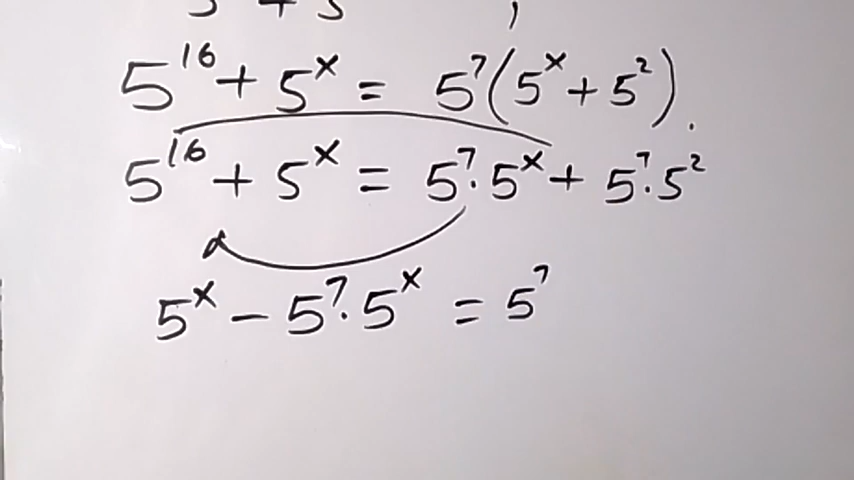 5^16 + 5^x = 5^7(5^x + 5^2).
5^16 + 5^x = 5^7·5^x + 5^7·5^2
5^x − 5^7·5^x = 5^7